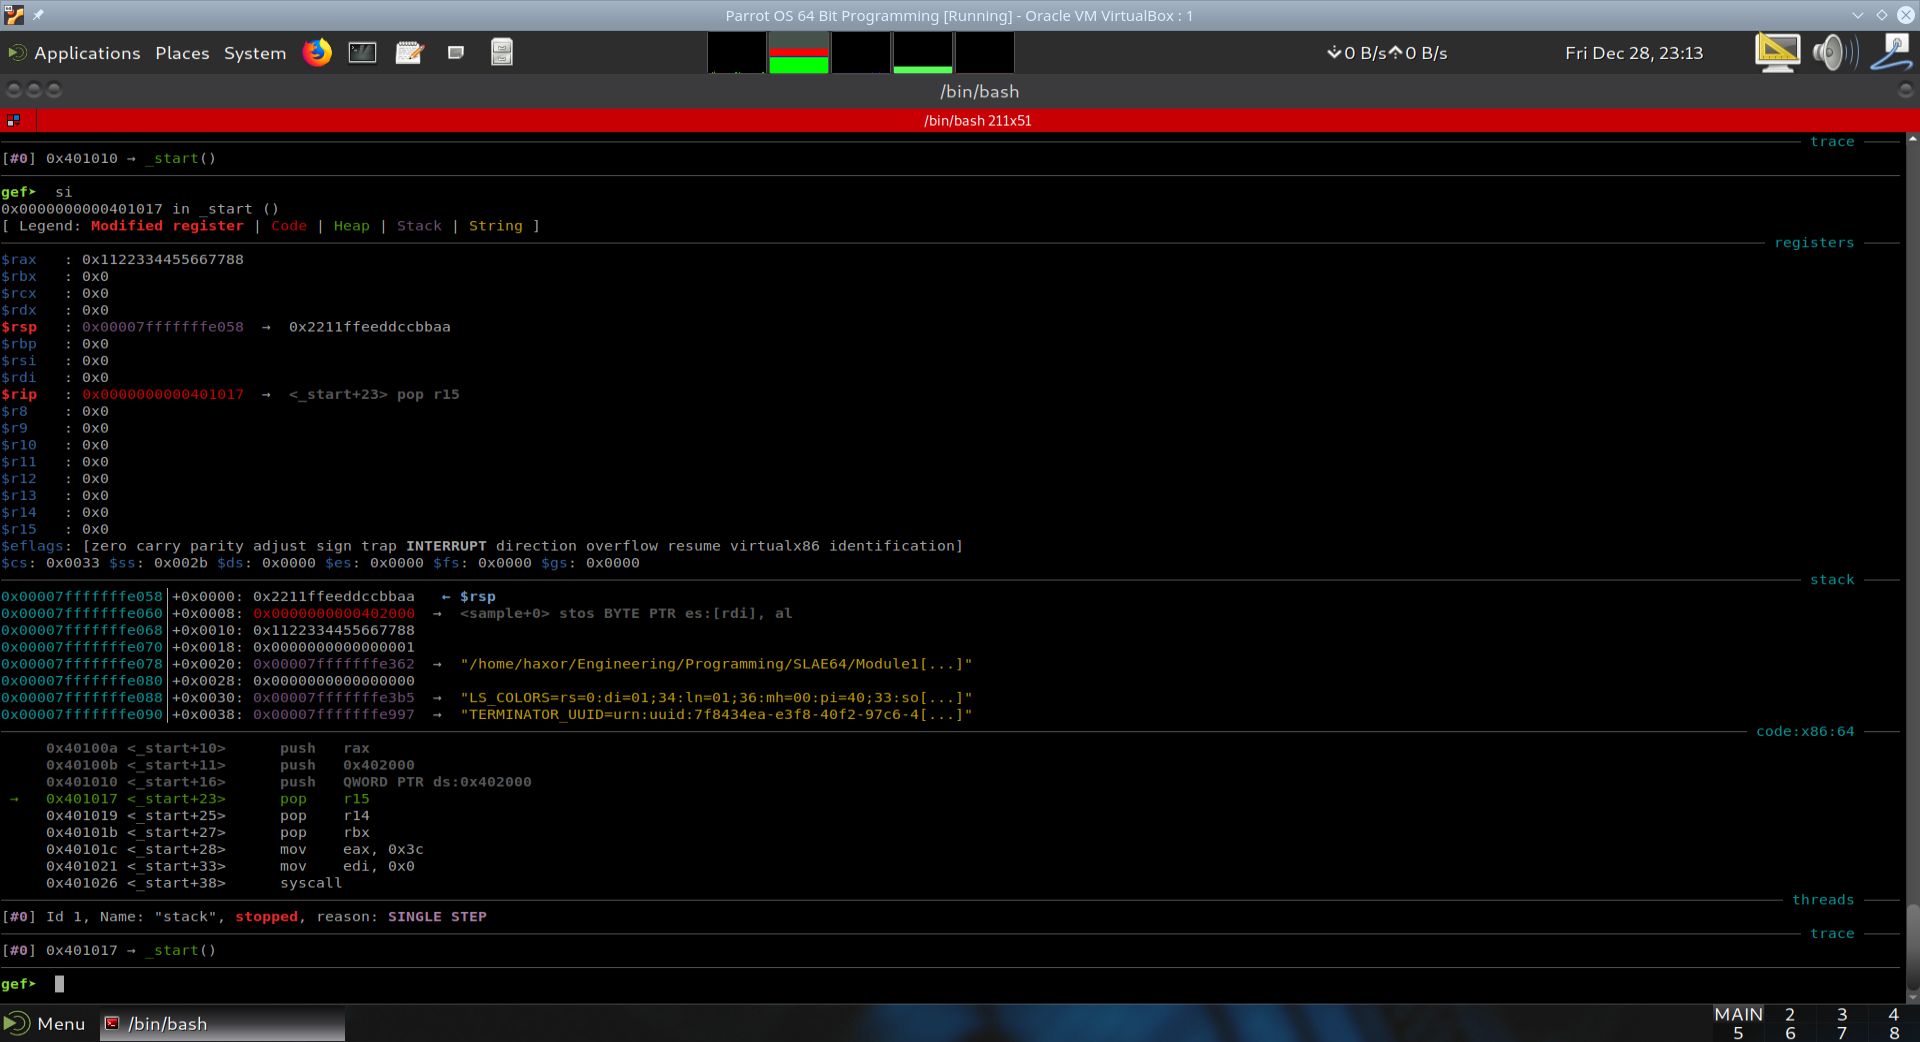 Parrot OS 64 Bit Programming [Running] - Oracle VM VirtualBox : 1
Applications Places System 0 B/s 0 B/s Fri Dec 28, 23:13
/bin/bash
/bin/bash 211x51
trace
[#0] 0x401010 → _start()
gef➤ si
0x0000000000401017 in _start ()
[ Legend: Modified register | Code | Heap | Stack | String ]
registers
$rax : 0x1122334455667788
$rbx : 0x0
$rcx : 0x0
$rdx : 0x0
$rsp : 0x00007fffffffe058 → 0x2211ffeeddccbbaa
$rbp : 0x0
$rsi : 0x0
$rdi : 0x0
$rip : 0x0000000000401017 → <_start+23> pop r15
$r8 : 0x0
$r9 : 0x0
$r10 : 0x0
$r11 : 0x0
$r12 : 0x0
$r13 : 0x0
$r14 : 0x0
$r15 : 0x0
$eflags: [zero carry parity adjust sign trap INTERRUPT direction overflow resume virtualx86 identification]
$cs: 0x0033 $ss: 0x002b $ds: 0x0000 $es: 0x0000 $fs: 0x0000 $gs: 0x0000
stack
0x00007fffffffe058│+0x0000: 0x2211ffeeddccbbaa ← $rsp
0x00007fffffffe060│+0x0008: 0x0000000000402000 → <sample+0> stos BYTE PTR es:[rdi], al
0x00007fffffffe068│+0x0010: 0x1122334455667788
0x00007fffffffe070│+0x0018: 0x0000000000000001
0x00007fffffffe078│+0x0020: 0x00007fffffffe362 → "/home/haxor/Engineering/Programming/SLAE64/Module1[...]"
0x00007fffffffe080│+0x0028: 0x0000000000000000
0x00007fffffffe088│+0x0030: 0x00007fffffffe3b5 → "LS_COLORS=rs=0:di=01;34:ln=01;36:mh=00:pi=40;33:so[...]"
0x00007fffffffe090│+0x0038: 0x00007fffffffe997 → "TERMINATOR_UUID=urn:uuid:7f8434ea-e3f8-40f2-97c6-4[...]"
code:x86:64
0x40100a <_start+10> push rax
0x40100b <_start+11> push 0x402000
0x401010 <_start+16> push QWORD PTR ds:0x402000
→ 0x401017 <_start+23> pop r15
0x401019 <_start+25> pop r14
0x40101b <_start+27> pop rbx
0x40101c <_start+28> mov eax, 0x3c
0x401021 <_start+33> mov edi, 0x0
0x401026 <_start+38> syscall
threads
[#0] Id 1, Name: "stack", stopped, reason: SINGLE STEP
trace
[#0] 0x401017 → _start()
gef➤
Menu /bin/bash
MAIN 2 3 4
5 6 7 8